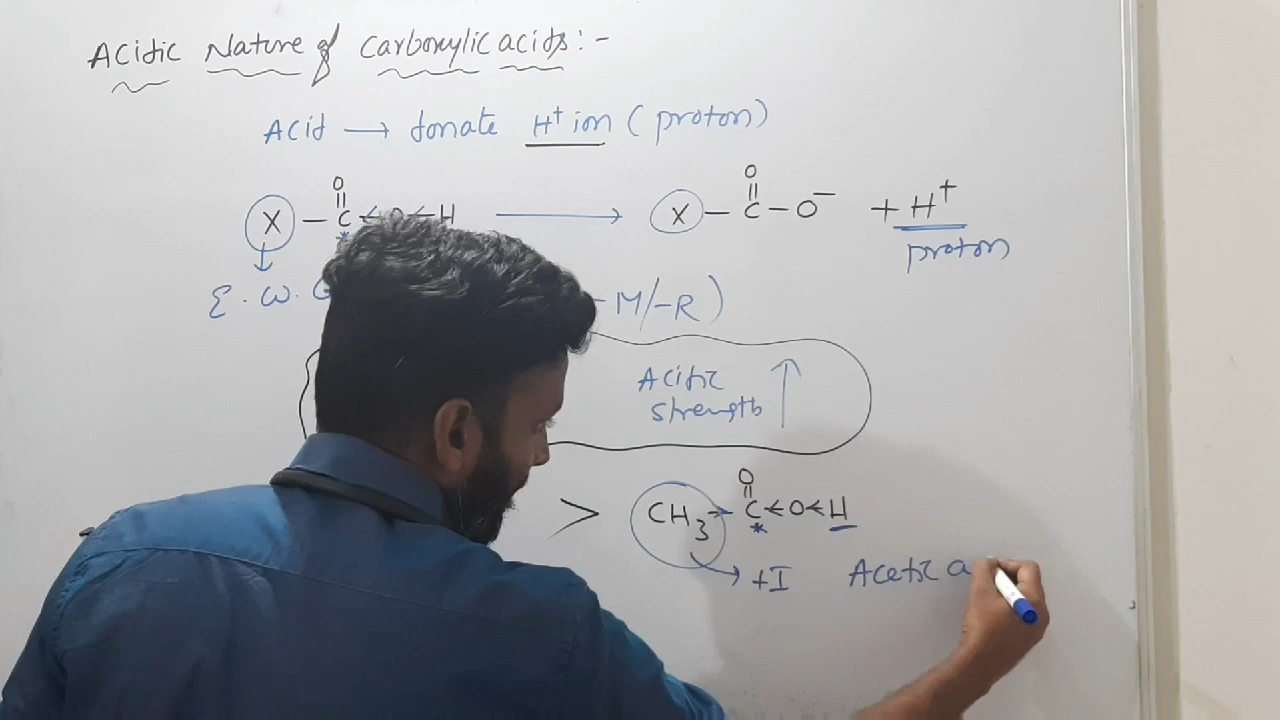 Acidic Nature of Carboxylic acids:-
Acid → donate H⁺ ion (proton)
O O
X - C < O < H → X - C - O⁻ + H⁺
* proton
E.W.G - M/-R)
Acidic
strength ↑
O
> CH₃ → C < O < H
*
+I Acetic a